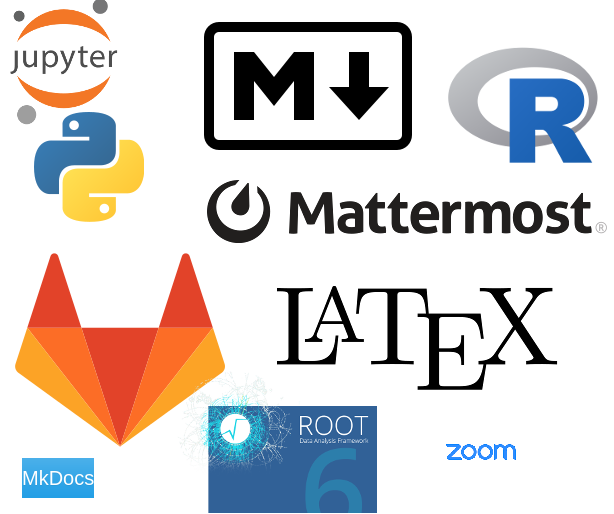 jupyter
M
R
Mattermost®
LATEX
ROOT
Data Analysis Framework
6
MkDocs
zoom